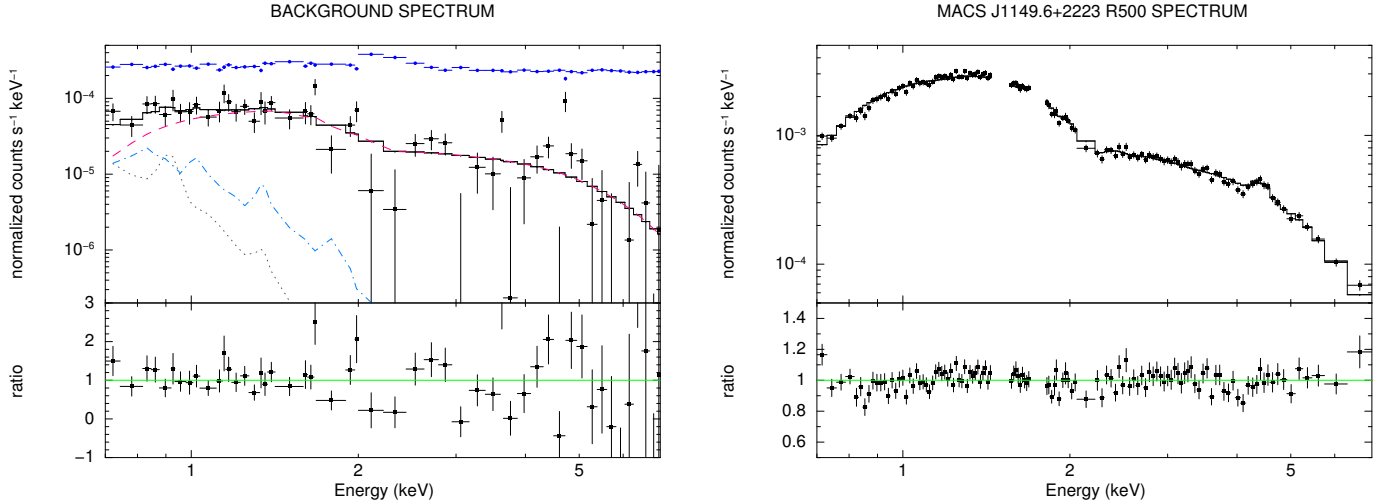 BACKGROUND SPECTRUM
normalized counts s⁻¹ keV⁻¹
10⁻⁴
10⁻⁵
10⁻⁶
3
2
1
0
−1
ratio
1
2
5
Energy (keV)
MACS J1149.6+2223 R500 SPECTRUM
normalized counts s⁻¹ keV⁻¹
10⁻³
10⁻⁴
1.4
1.2
1
0.8
0.6
ratio
1
2
5
Energy (keV)